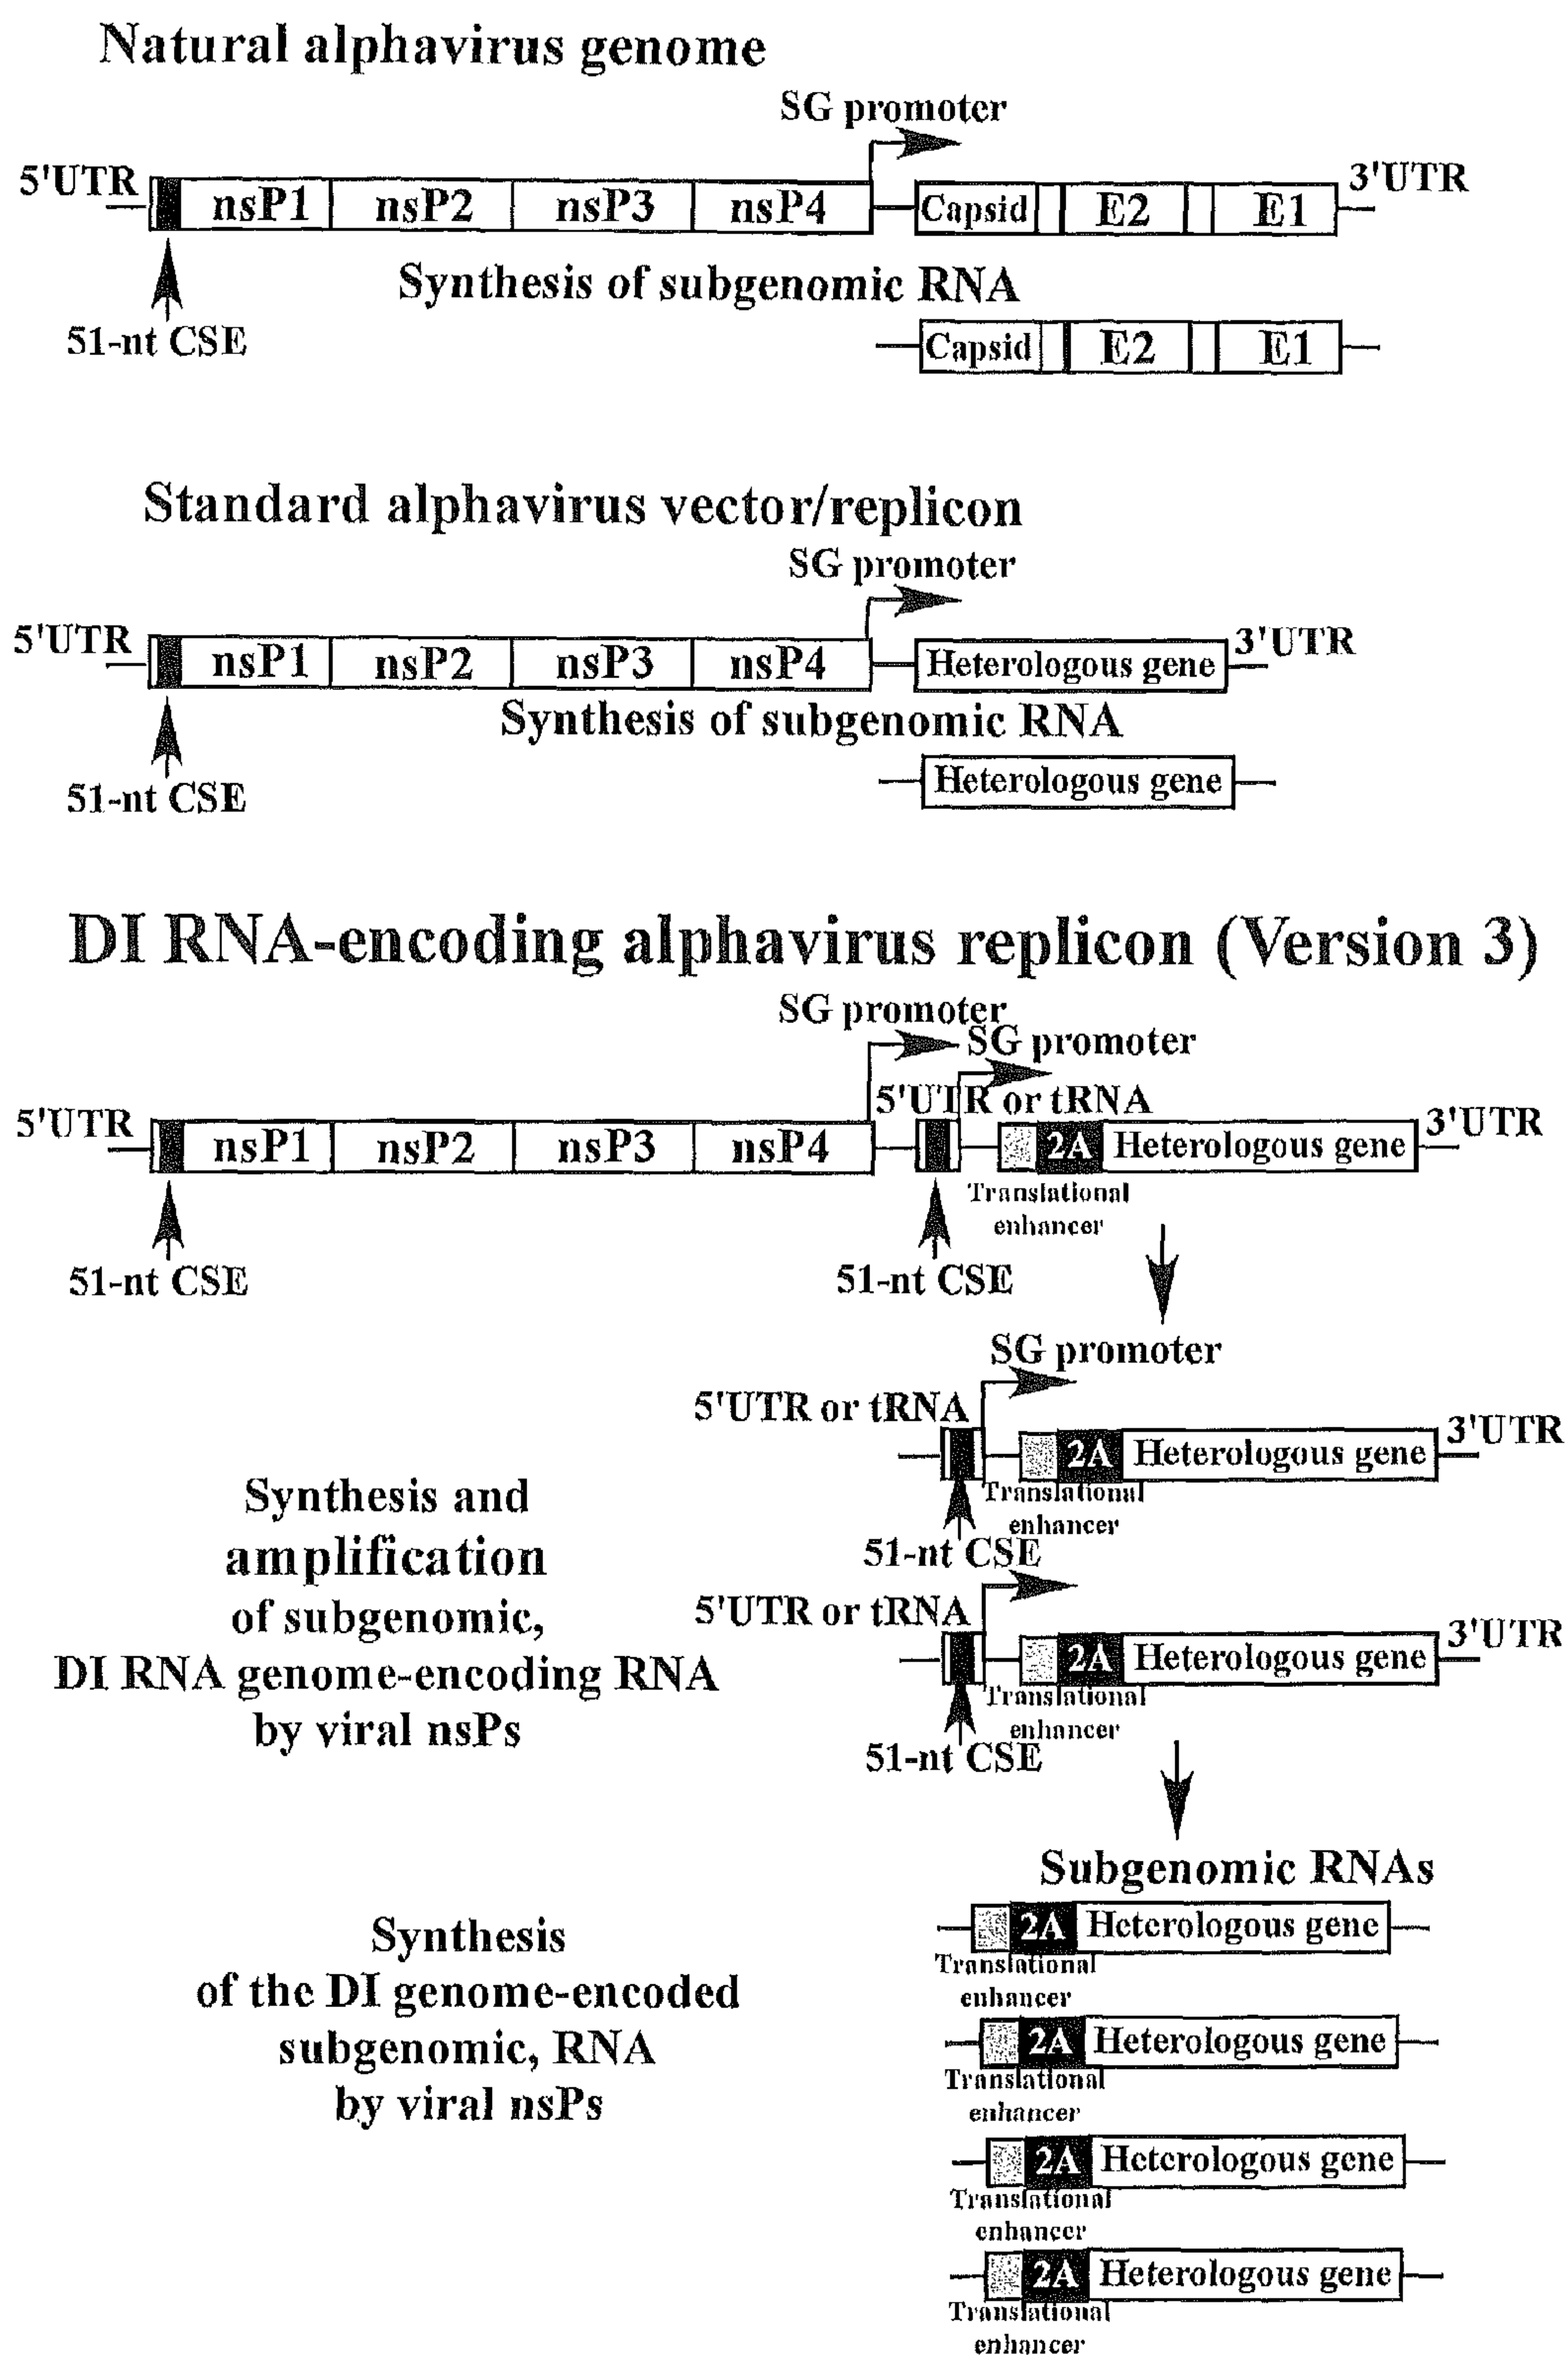 Natural alphavirus genome
SG promoter
5'UTR
nsP1 nsP2 nsP3 nsP4 Capsid E2 E1
3'UTR
Synthesis of subgenomic RNA
51-nt CSE
Capsid E2 E1
Standard alphavirus vector/replicon
SG promoter
5'UTR
nsP1 nsP2 nsP3 nsP4 Heterologous gene
3'UTR
Synthesis of subgenomic RNA
51-nt CSE
Heterologous gene
DI RNA-encoding alphavirus replicon (Version 3)
SG promoter
SG promoter
5'UTR or tRNA
5'UTR
nsP1 nsP2 nsP3 nsP4 2A Heterologous gene
3'UTR
Translational
enhancer
51-nt CSE
51-nt CSE
SG promoter
5'UTR or tRNA
2A Heterologous gene
3'UTR
Translational
enhancer
51-nt CSE
Synthesis and
amplification
of subgenomic,
DI RNA genome-encoding RNA
by viral nsPs
5'UTR or tRNA
2A Heterologous gene
3'UTR
Translational
enhancer
51-nt CSE
Subgenomic RNAs
2A Heterologous gene
Translational
enhancer
Synthesis
of the DI genome-encoded
subgenomic, RNA
by viral nsPs
2A Heterologous gene
Translational
enhancer
2A Heterologous gene
Translational
enhancer
2A Heterologous gene
Translational
enhancer